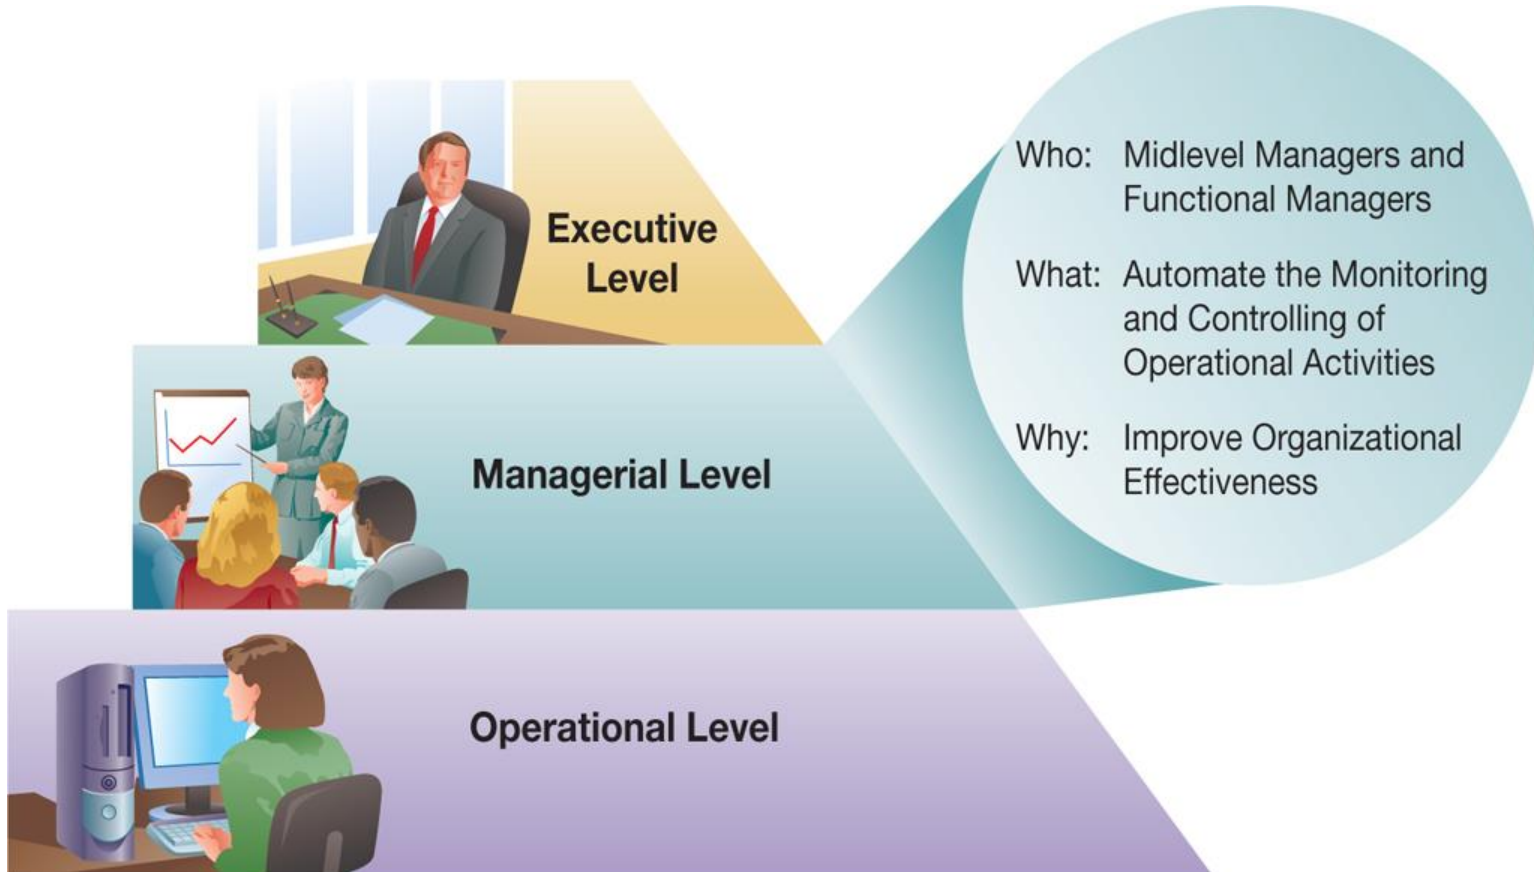 Executive
Level
Managerial Level
Operational Level
Who: Midlevel Managers and
Functional Managers
What: Automate the Monitoring
and Controlling of
Operational Activities
Why: Improve Organizational
Effectiveness